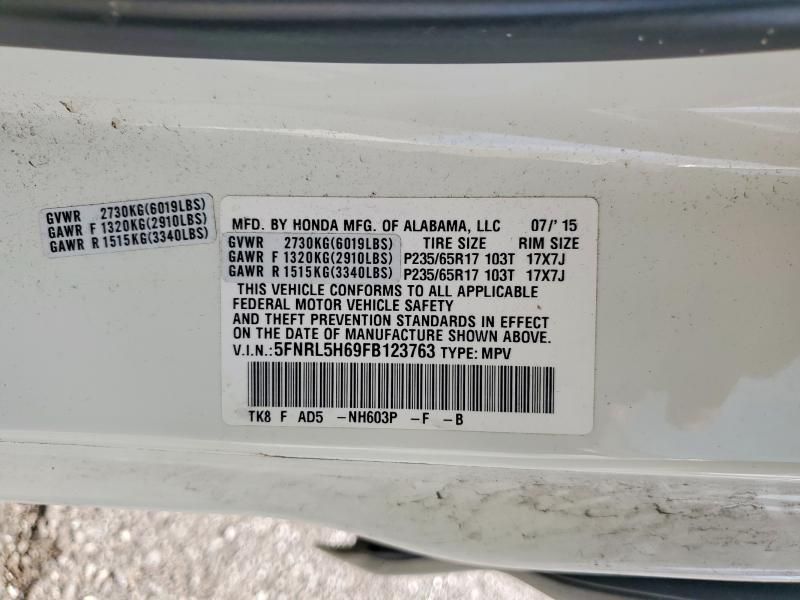 GVWR 2730KG(6019LBS)
GAWR F 1320KG(2910LBS)
GAWR R 1515KG(3340LBS)
MFD. BY HONDA MFG. OF ALABAMA, LLC 07/'15
GVWR 2730KG(6019LBS) TIRE SIZE RIM SIZE
GAWR F 1320KG(2910LBS) P235/65R17 103T 17X7J
GAWR R 1515KG(3340LBS) P235/65R17 103T 17X7J
THIS VEHICLE CONFORMS TO ALL APPLICABLE
FEDERAL MOTOR VEHICLE SAFETY
AND THEFT PREVENTION STANDARDS IN EFFECT
ON THE DATE OF MANUFACTURE SHOWN ABOVE.
V.I.N.: 5FNRL5H69FB123763 TYPE: MPV
TK8 F AD5 -NH603P -F -B